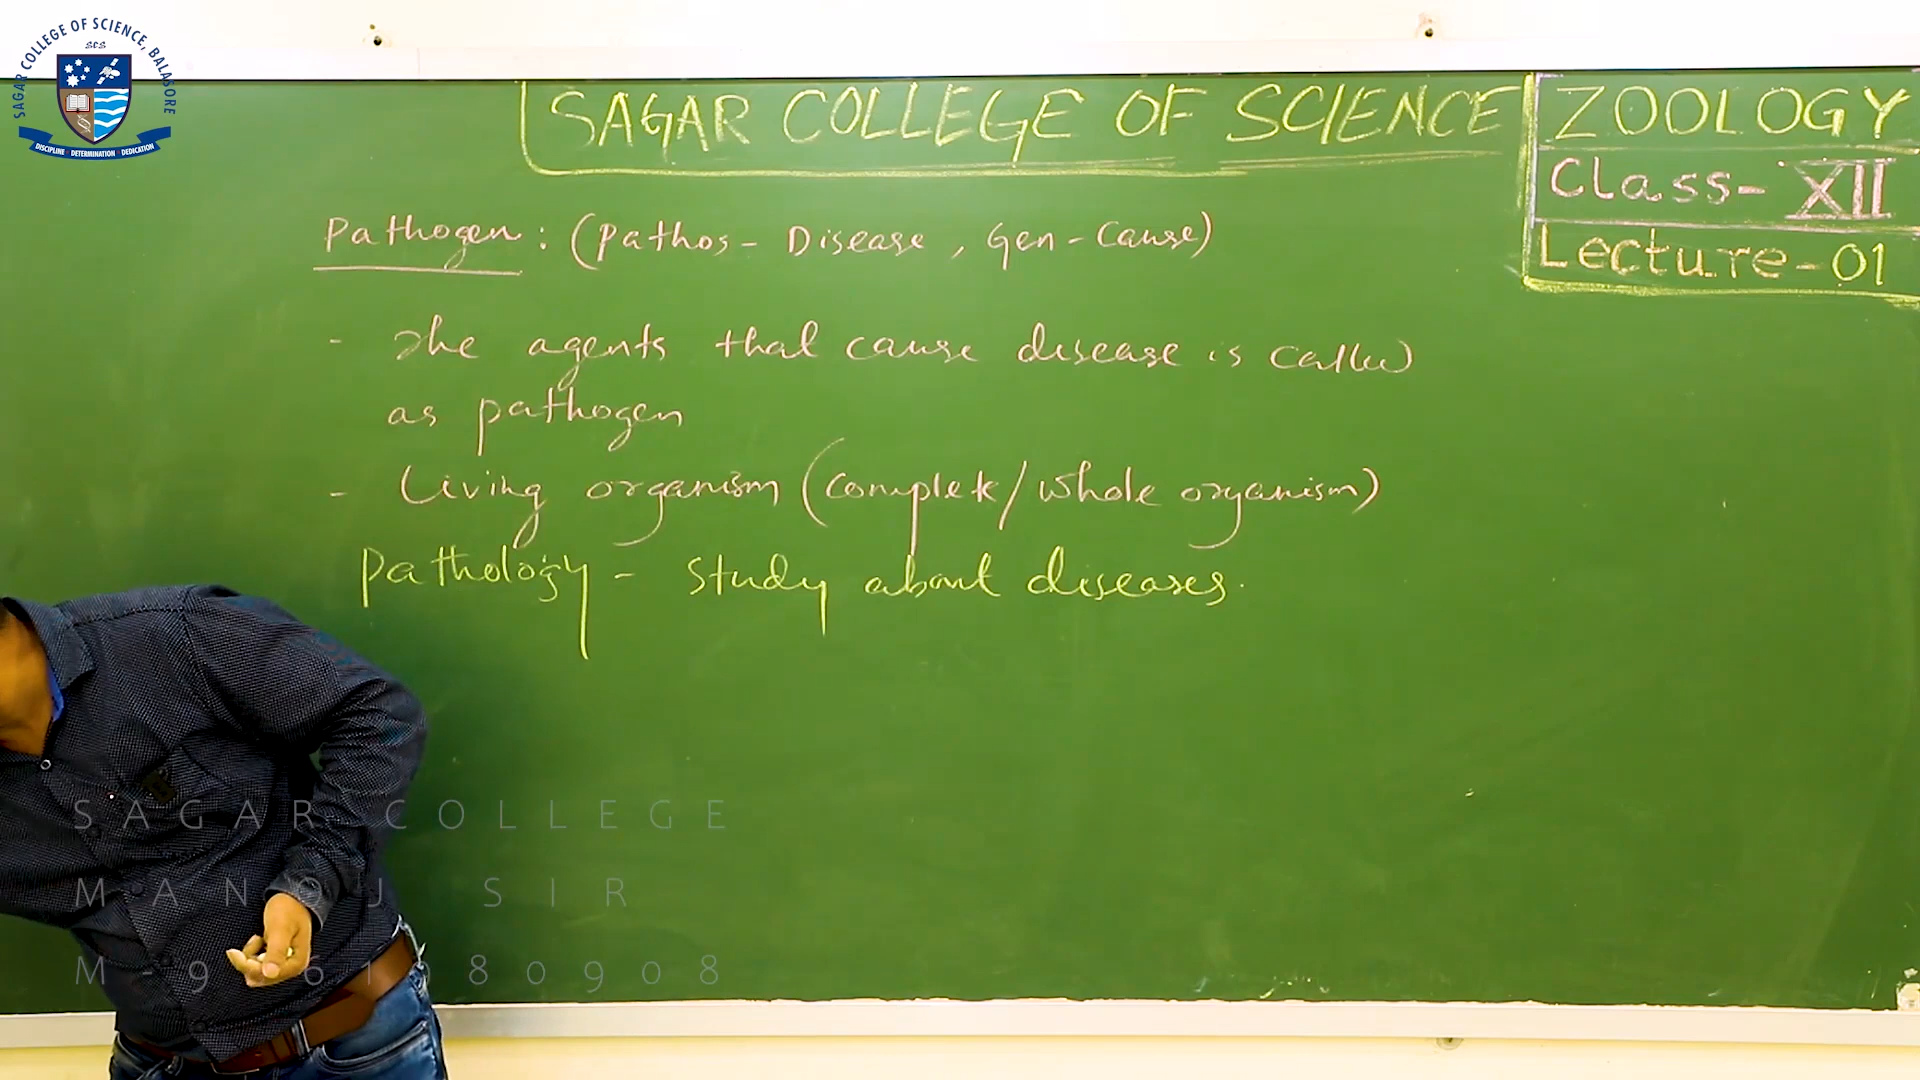 SAGAR COLLEGE OF SCIENCE, BALASORE
SCS
DISCIPLINE DETERMINATION DEDICATION
SAGAR COLLEGE OF SCIENCE
ZOOLOGY
Class- XII
Lecture-01
Pathogen : (Pathos - Disease , Gen - Cause)
- The agents that cause disease is called
as pathogen
- Living organism (complete/whole organism)
Pathology - Study about diseases.
SAGAR COLLEGE
MANOJ SIR